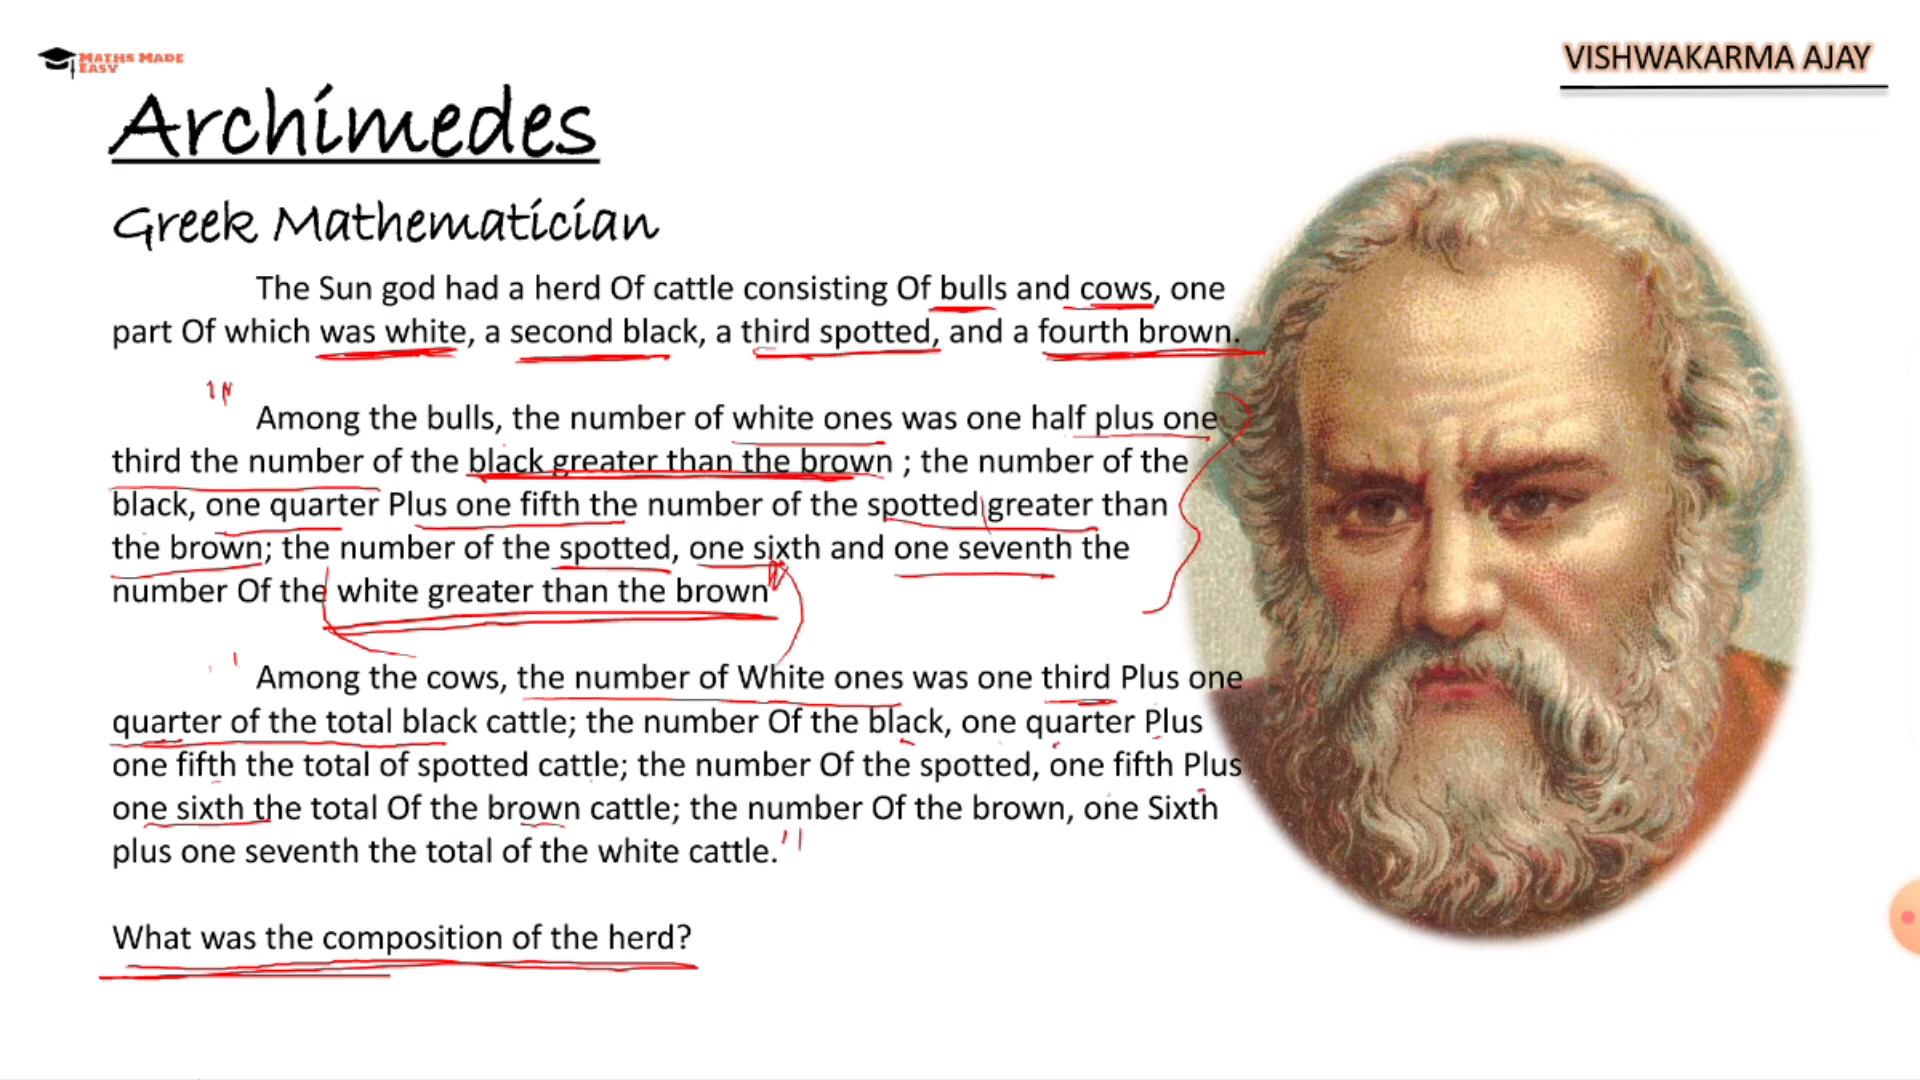 MATHS MADE
EASY
VISHWAKARMA AJAY
Archimedes
Greek Mathematician
The Sun god had a herd Of cattle consisting Of bulls and cows, one
part Of which was white, a second black, a third spotted, and a fourth brown.
Among the bulls, the number of white ones was one half plus one
third the number of the black greater than the brown ; the number of the
black, one quarter Plus one fifth the number of the spotted greater than
the brown; the number of the spotted, one sixth and one seventh the
number Of the white greater than the brown
Among the cows, the number of White ones was one third Plus one
quarter of the total black cattle; the number Of the black, one quarter Plus
one fifth the total of spotted cattle; the number Of the spotted, one fifth Plus
one sixth the total Of the brown cattle; the number Of the brown, one Sixth
plus one seventh the total of the white cattle.
What was the composition of the herd?